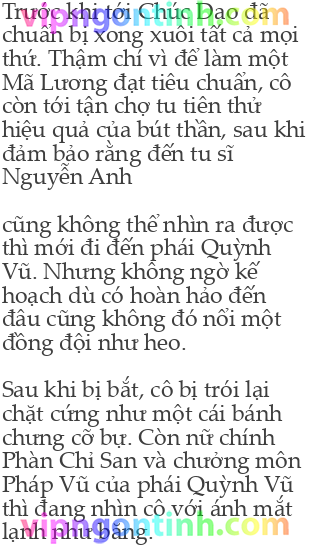 Trước khi tới Chúc Dao đã
vipngontinh.com
chuẩn bị xong xuôi tất cả mọi
thứ. Thậm chí vì để làm một
Mã Lương đạt tiêu chuẩn, cô
còn tới tận chợ tu tiên thử
hiệu quả của bút thần, sau khi
đảm bảo rằng đến tu sĩ
Nguyễn Anh
cũng không thể nhìn ra được
thì mới đi đến phái Quỳnh
Vũ. Nhưng không ngờ kế
hoạch dù có hoàn hảo đến
đâu cũng không đó nổi một
đồng đội như heo.
Sau khi bị bắt, cô bị trói lại
chặt cứng như một cái bánh
chưng cỡ bự. Còn nữ chính
Phàn Chỉ San và chưởng môn
Pháp Vũ của phái Quỳnh Vũ
thì đang nhìn cô với ánh mắt
lạnh như băng.
vipngontinh.com